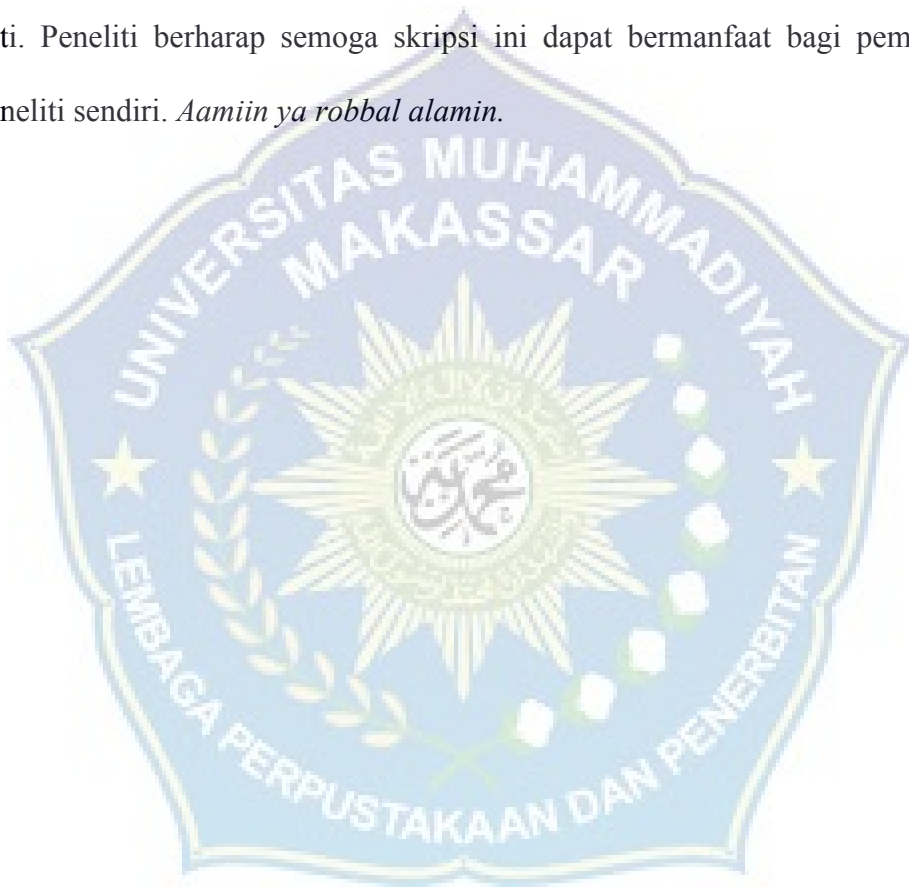 ti. Peneliti berharap semoga skripsi ini dapat bermanfaat bagi pem
neliti sendiri. Aamiin ya robbal alamin.
UNIVERSITAS MUHAMMADIYAH
MAKASSAR
LEMBAGA PERPUSTAKAAN DAN PENERBITAN